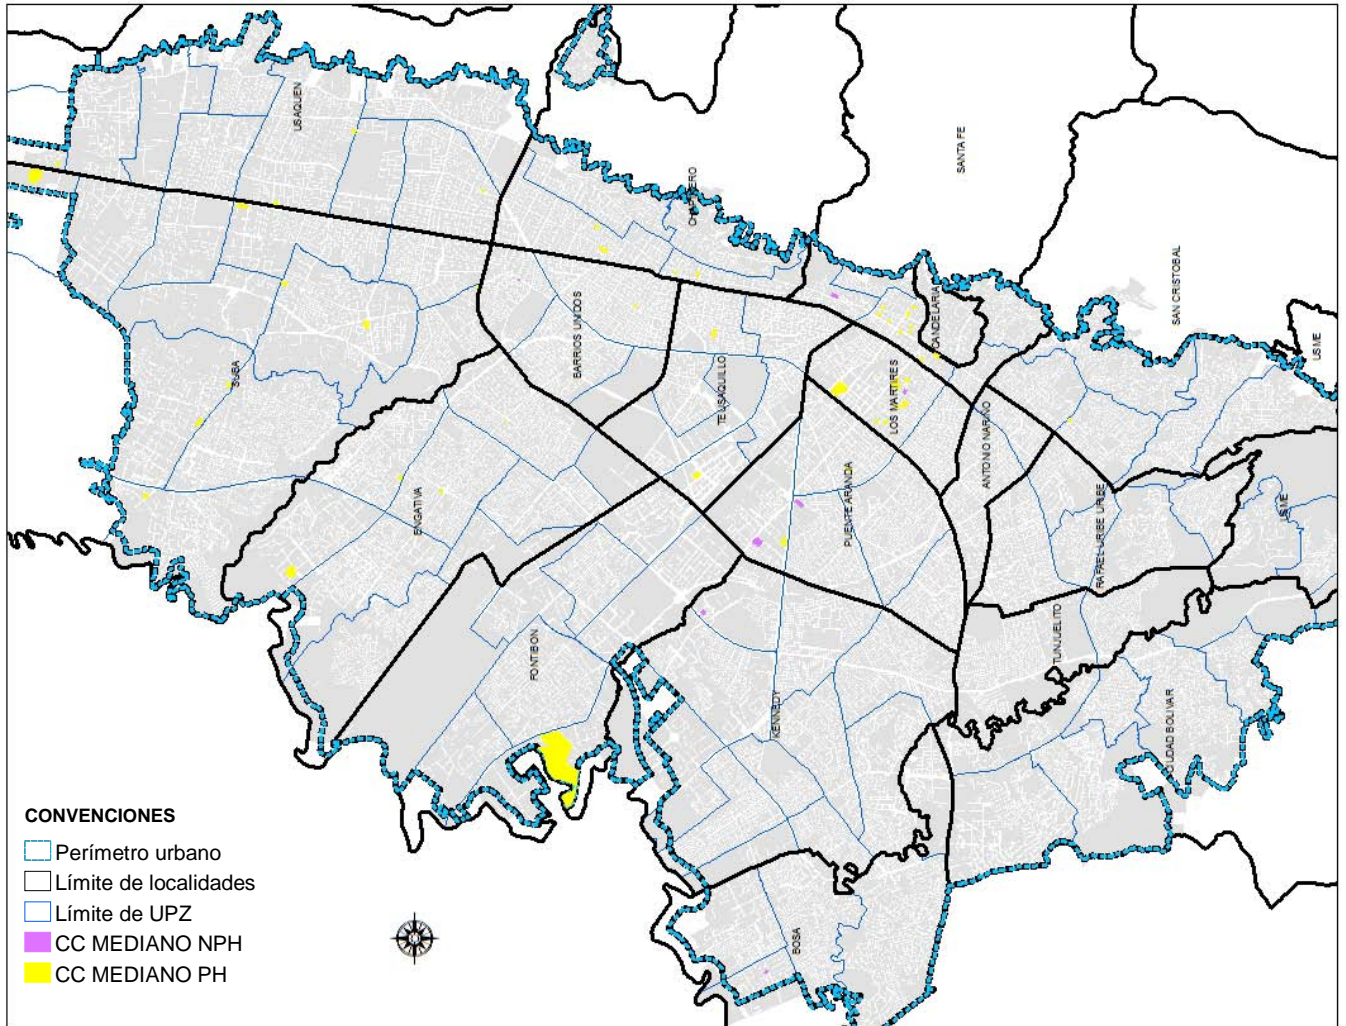 USAQUEN
SANTA FE
CHAPINERO
SAN CRISTOBAL
CANDELARIA
USME
BARRIOS UNIDOS
SUBA
TEUSAQUILLO
LOS MARTIRES
ANTONIO NARIÑO
ENGATIVA
PUENTE ARANDA
RAFAEL URIBE URIBE
USME
FONTIBON
TUNJUELITO
KENNEDY
CIUDAD BOLIVAR
BOSA
CONVENCIONES
Perímetro urbano
Límite de localidades
Límite de UPZ
CC MEDIANO NPH
CC MEDIANO PH